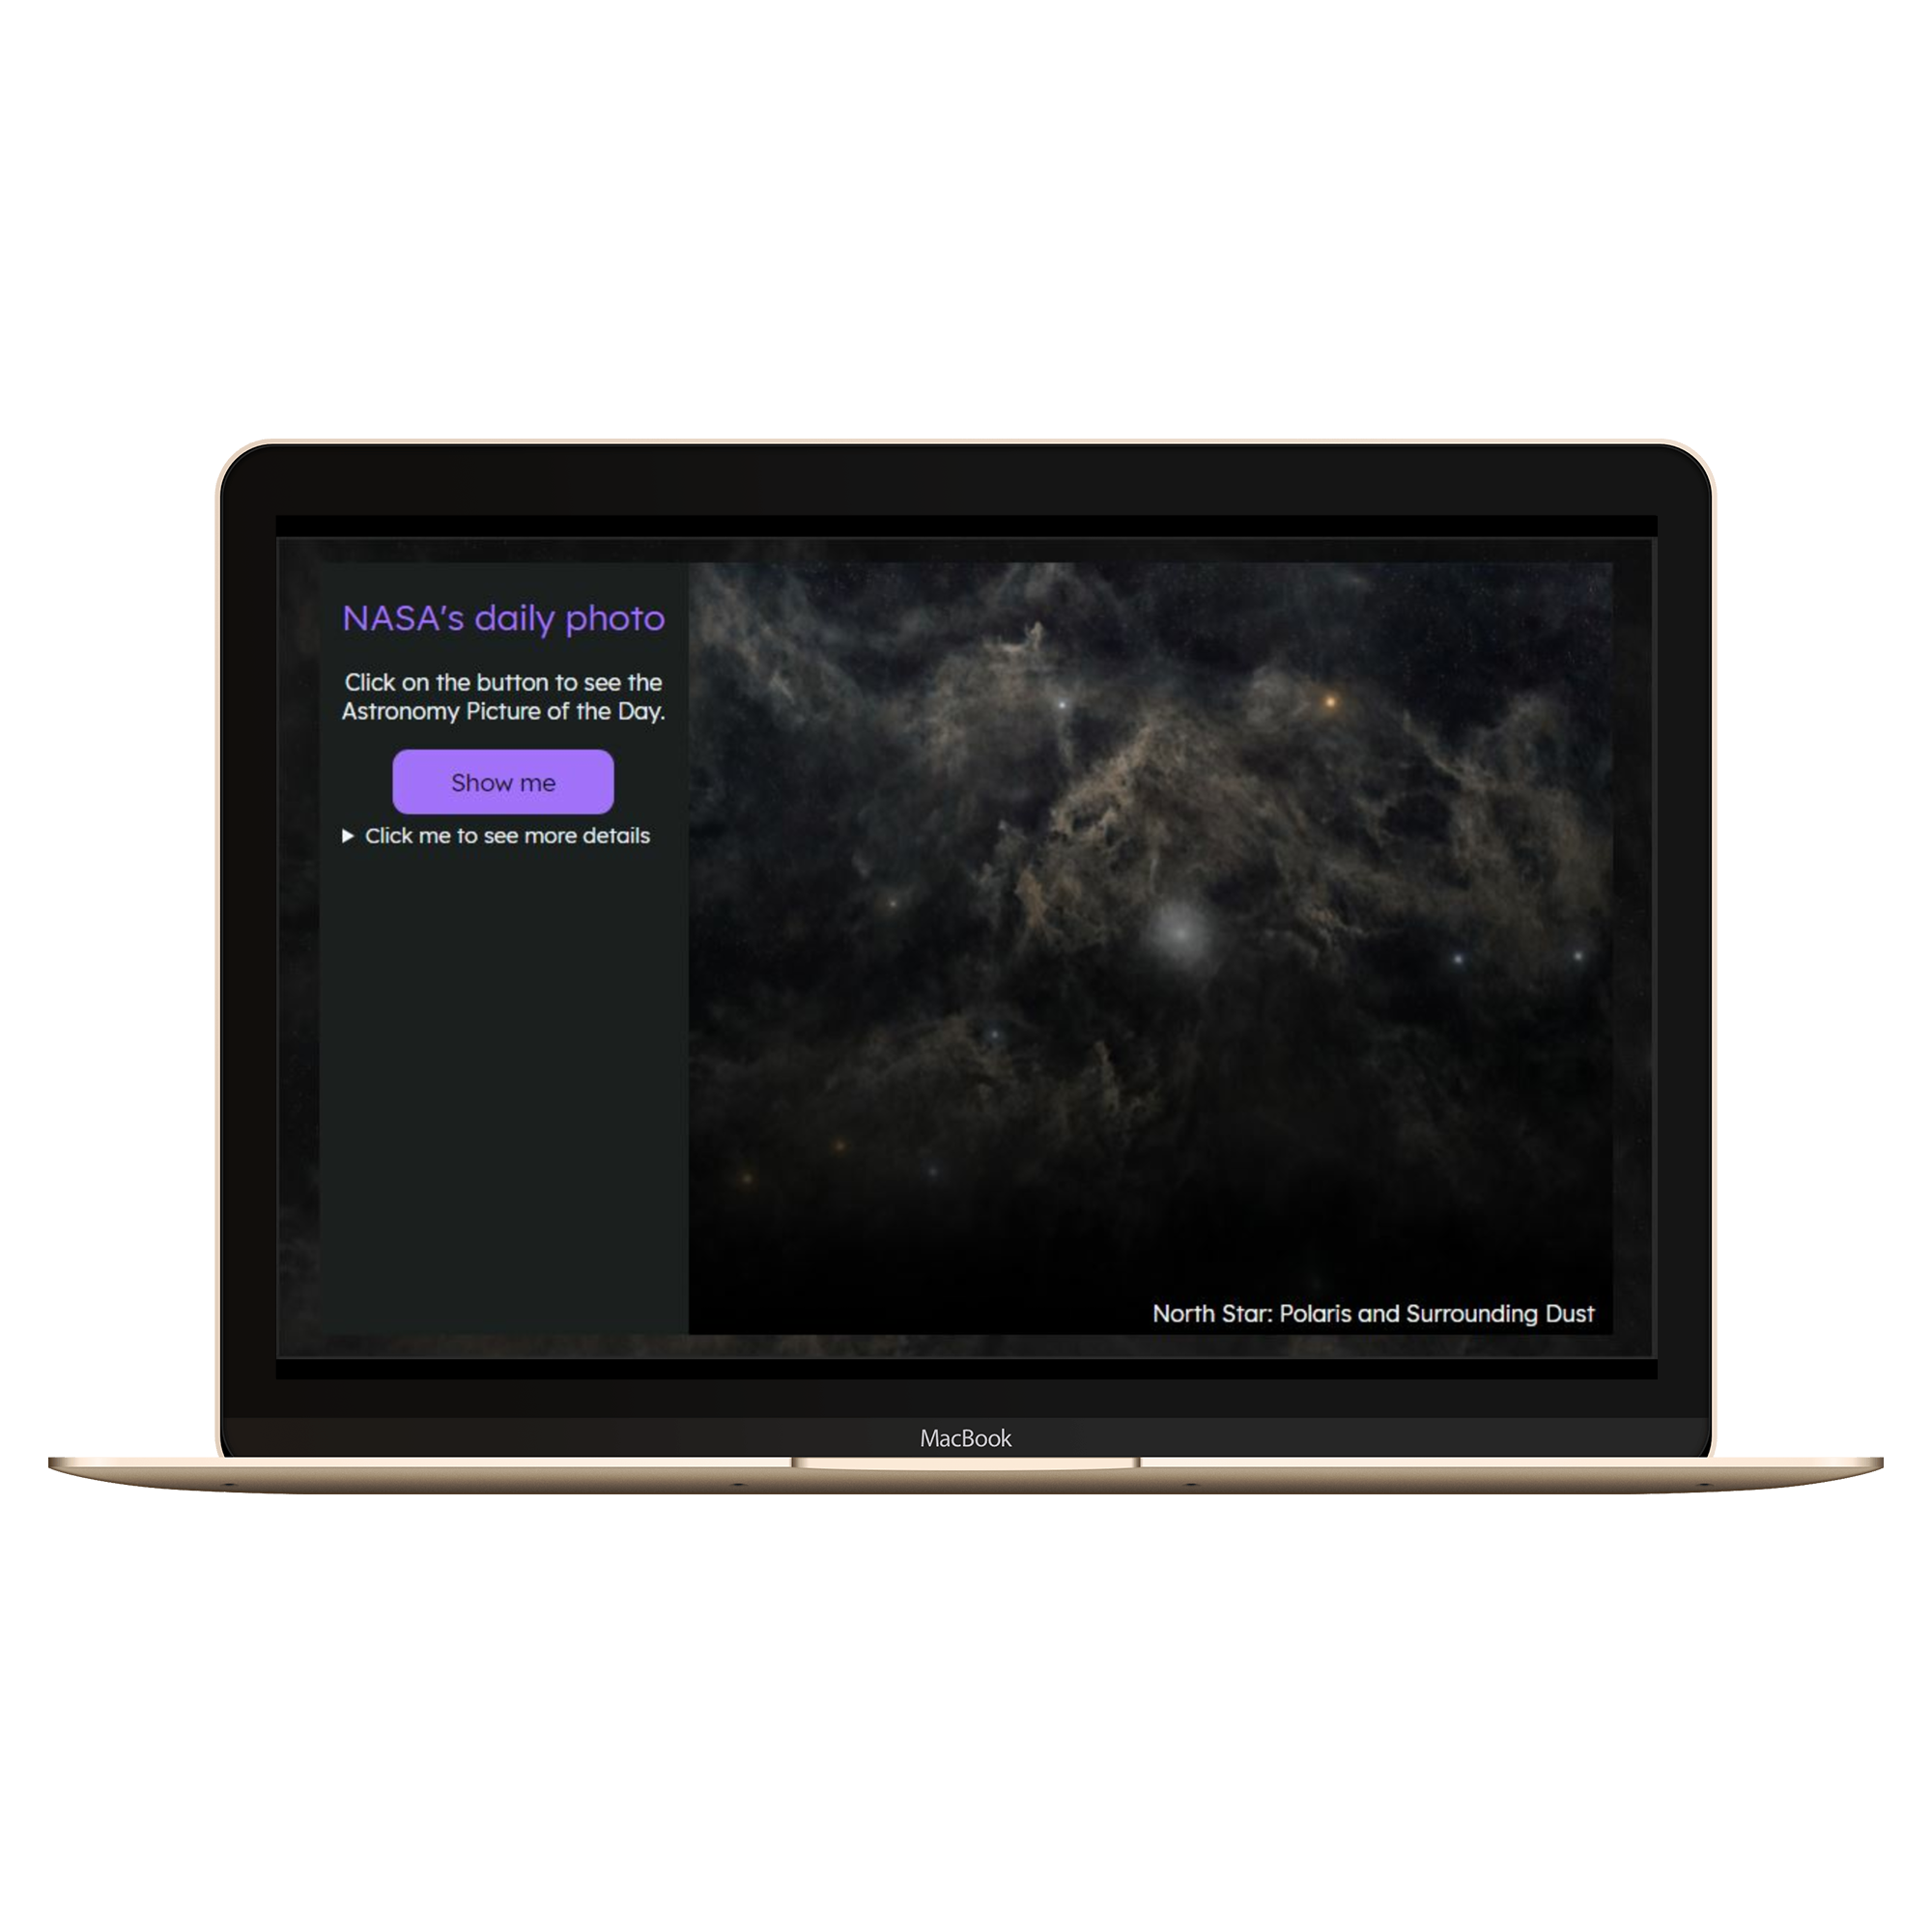 NASA's daily photo
Click on the button to see the
Astronomy Picture of the Day.
Show me
Click me to see more details
North Star: Polaris and Surrounding Dust
MacBook